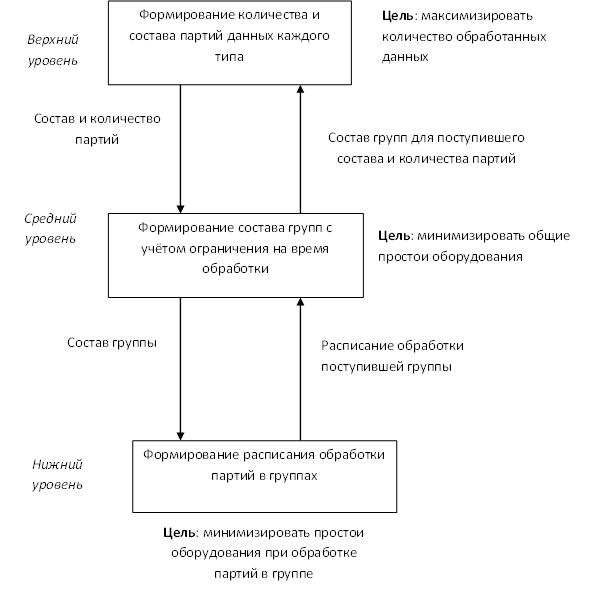 Формирование количества и
состава партий данных каждого
типа
Цель: максимизировать
количество обработанных
данных
Верхний
уровень
Состав и количество
партий
Состав групп для поступившего
состава и количества партий
Средний
уровень
Формирование состава групп с
учётом ограничения на время
обработки
Цель: минимизировать общие
простои оборудования
Состав группы
Расписание обработки
поступившей группы
Нижний
уровень
Формирование расписания обработки
партий в группах
Цель: минимизировать простои
оборудования при обработке
партий в группе